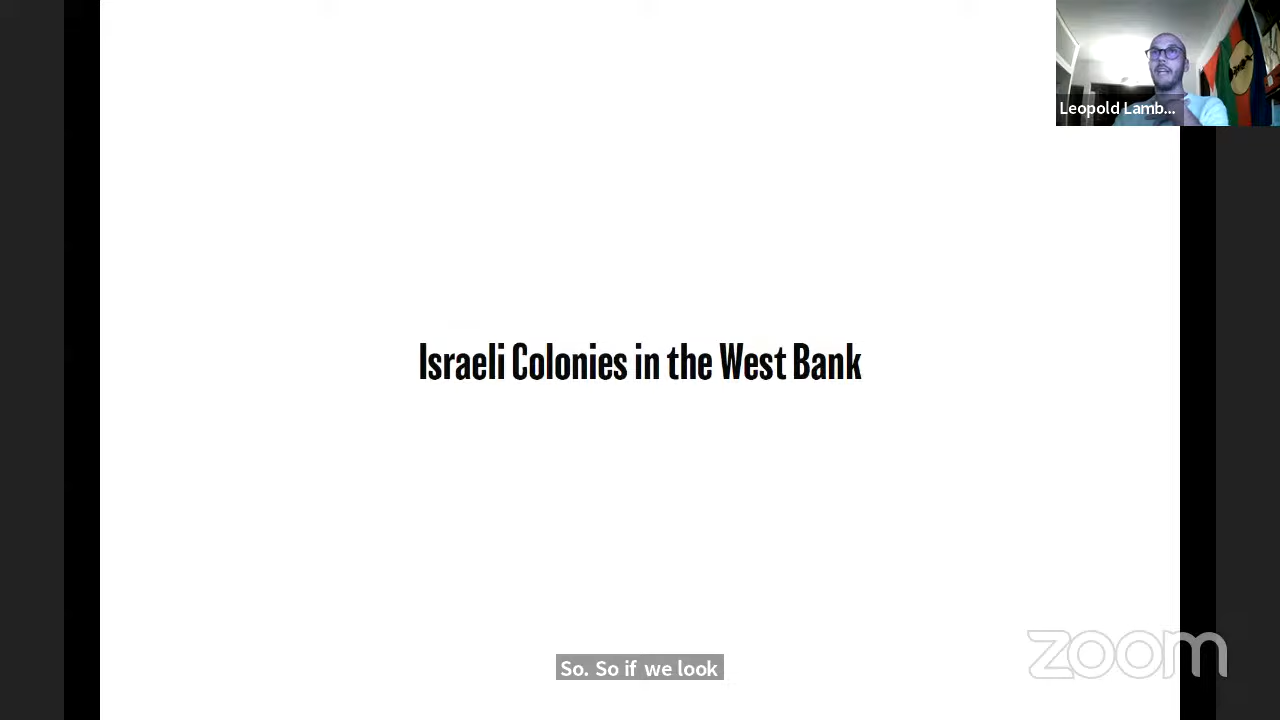 Leopold Lamb...
Israeli Colonies in the West Bank
So. So if we look
zoom